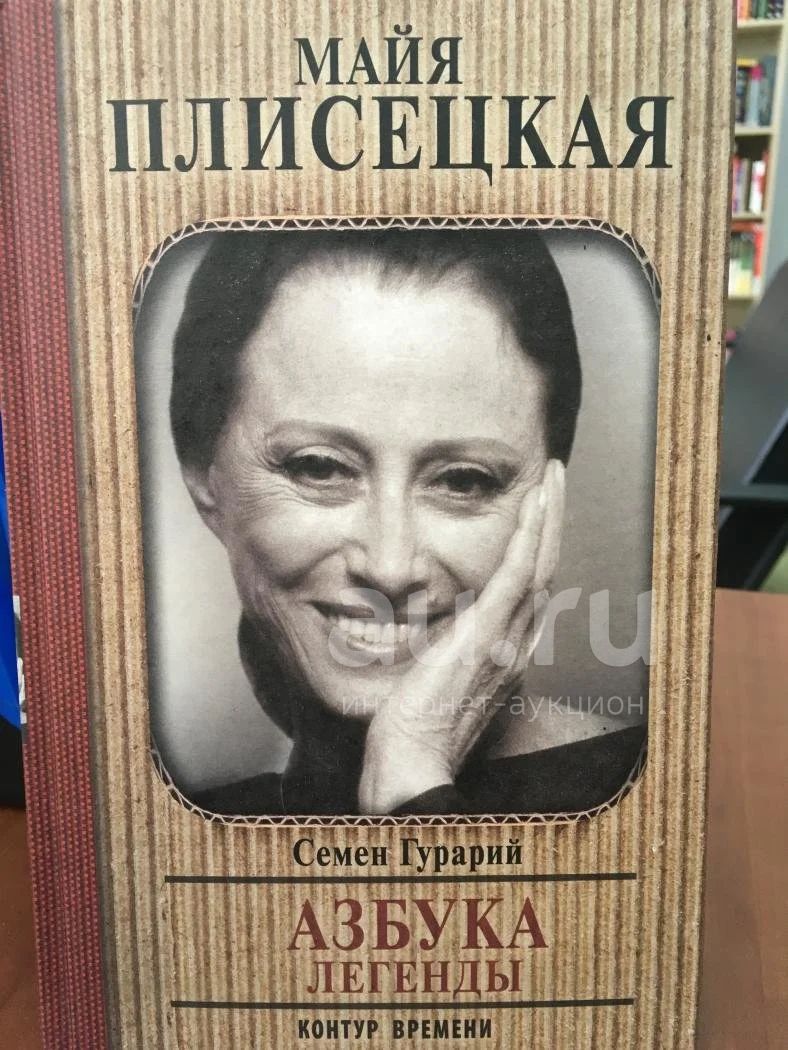 МАЙЯ
ПЛИСЕЦКАЯ
au.ru
интернет-аукцион
Семен Гурарий
АЗБУКА
ЛЕГЕНДЫ
КОНТУР ВРЕМЕНИ